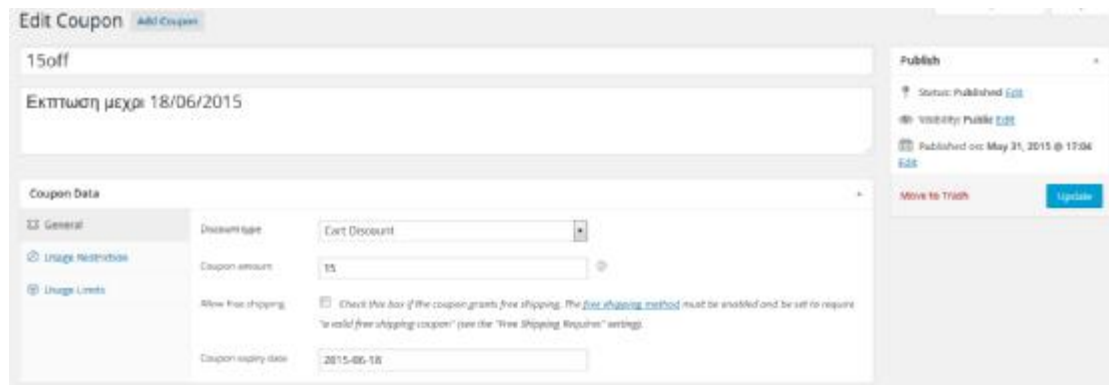 Edit Coupon Add Coupon
15off
Εκπτωση μεχρι 18/06/2015
Coupon Data
General
Usage Restriction
Usage Limits
Discount type
Cart Discount
Coupon amount
15
Allow free shipping
Check this box if the coupon grants free shipping. The free shipping method must be enabled and be set to require
"a valid free shipping coupon" (see the "Free Shipping Requires" setting).
Coupon expiry date
2015-06-18
Publish
Status: Published Edit
Visibility: Public Edit
Published on: May 31, 2015 @ 17:04
Edit
Move to Trash
Update